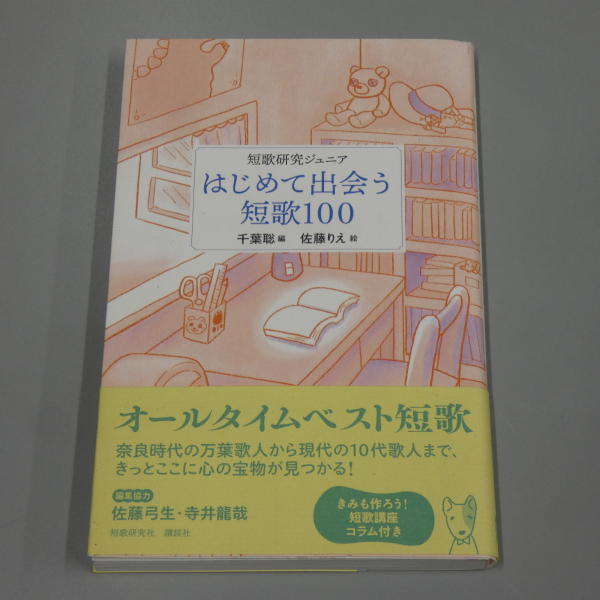 短歌研究ジュニア
はじめて出会う
短歌100
千葉聡 編 佐藤りえ 絵
オールタイムベスト短歌
奈良時代の万葉歌人から現代の10代歌人まで、
きっとここに心の宝物が見つかる!
編集協力
佐藤弓生・寺井龍哉
短歌研究社 講談社
きみも作ろう!
短歌講座
コラム付き